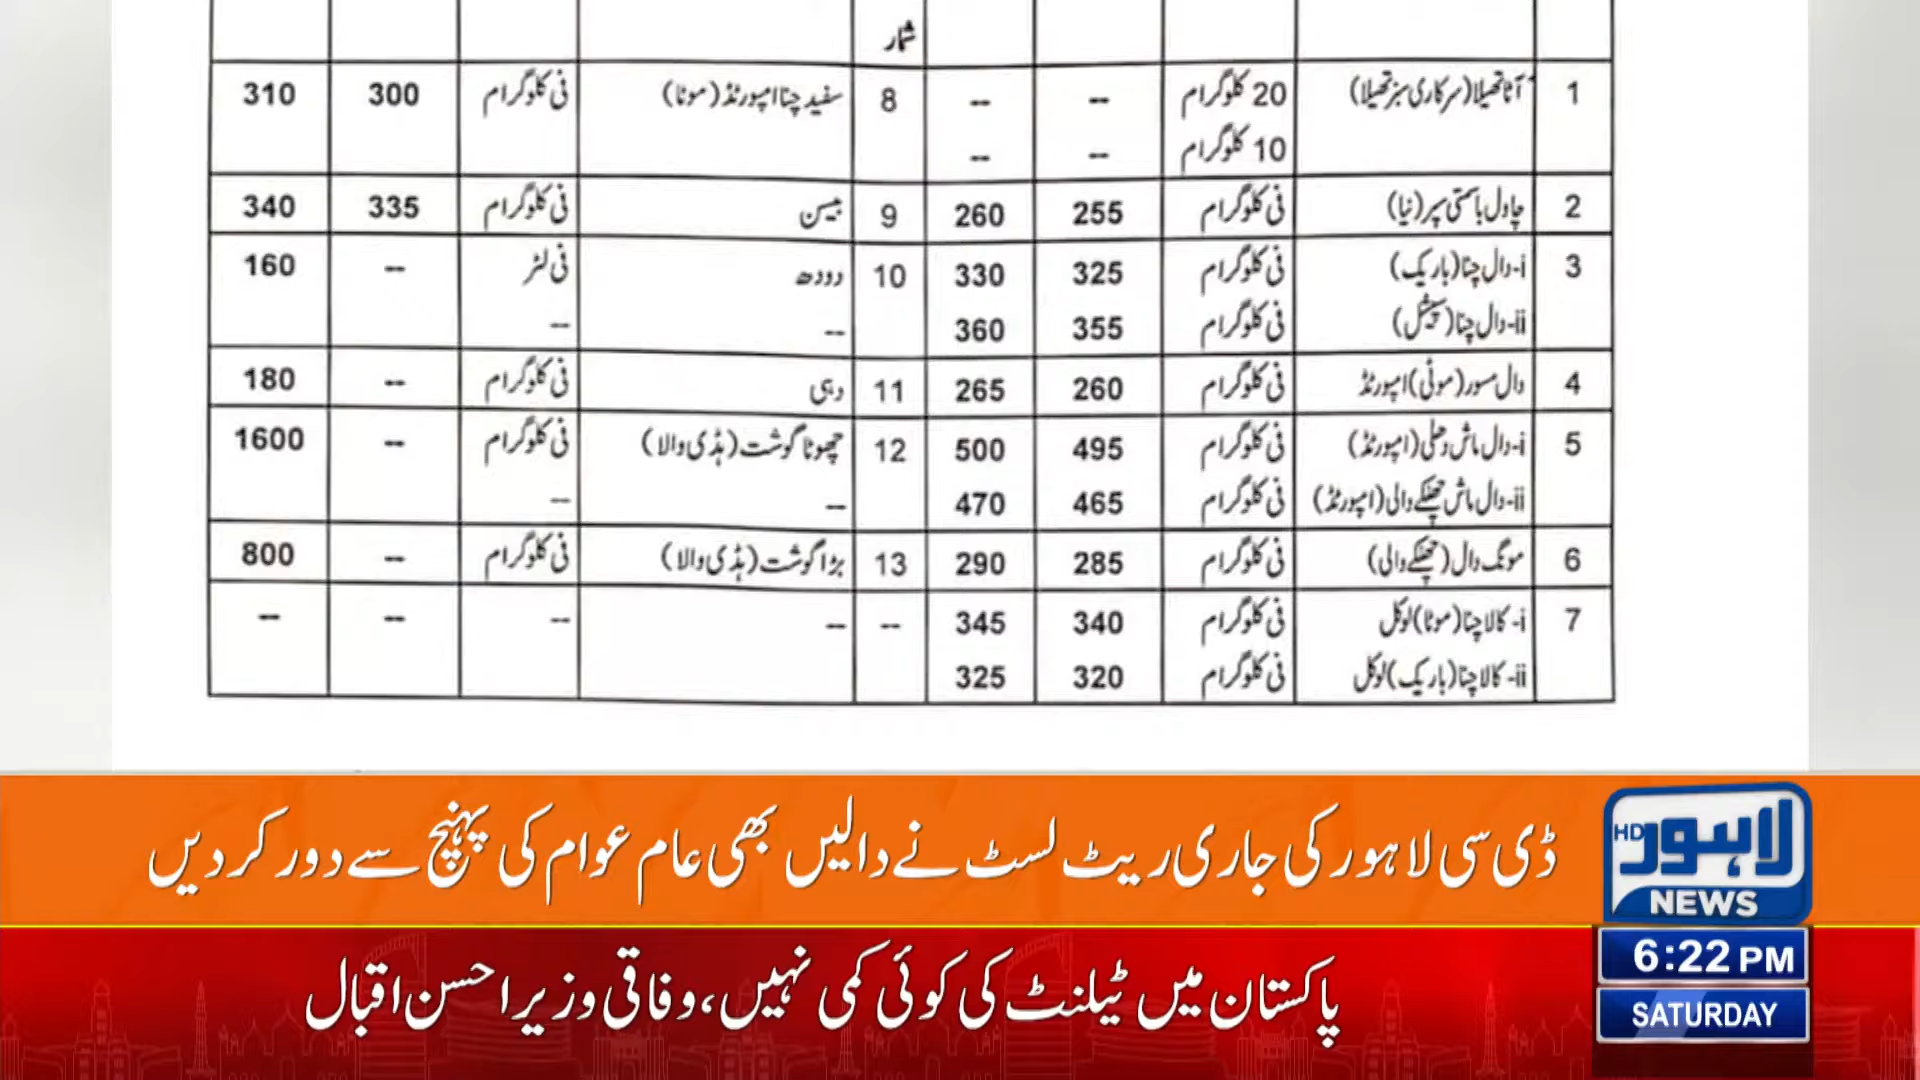 شمار
1 آٹا تھیلا (سرکاری سبز تھیلا) 20 کلوگرام -- -- 8 سفید چنا امپورٹڈ (موٹا) فی کلوگرام 300 310
10 کلوگرام -- --
2 چاول باسمتی سپر (نیا) فی کلوگرام 255 260 9 بیسن فی کلوگرام 335 340
3 i-دال چنا (باریک) فی کلوگرام 325 330 10 دودھ فی لٹر -- 160
ii-دال چنا (سپیشل) فی کلوگرام 355 360 -- --
4 دال مسور (موٹی) امپورٹڈ فی کلوگرام 260 265 11 دہی فی کلوگرام -- 180
5 i-دال ماش دھلی (امپورٹڈ) فی کلوگرام 495 500 12 چھوٹا گوشت (ہڈی والا) فی کلوگرام -- 1600
ii-دال ماش چھلکے والی (امپورٹڈ) فی کلوگرام 465 470 -- --
6 مونگ دال (چھلکے والی) فی کلوگرام 285 290 13 بڑا گوشت (ہڈی والا) فی کلوگرام -- 800
7 i- کالا چنا (موٹا) لوکل فی کلوگرام 340 345 -- -- -- -- --
ii- کالا چنا (باریک) لوکل فی کلوگرام 320 325
ڈی سی لاہور کی جاری ریٹ لسٹ نے دالیں بھی عام عوام کی پہنچ سے دور کر دیں
لاہور HD
NEWS
پاکستان میں ٹیلنٹ کی کوئی کمی نہیں، وفاقی وزیر احسن اقبال
6:22 PM
SATURDAY